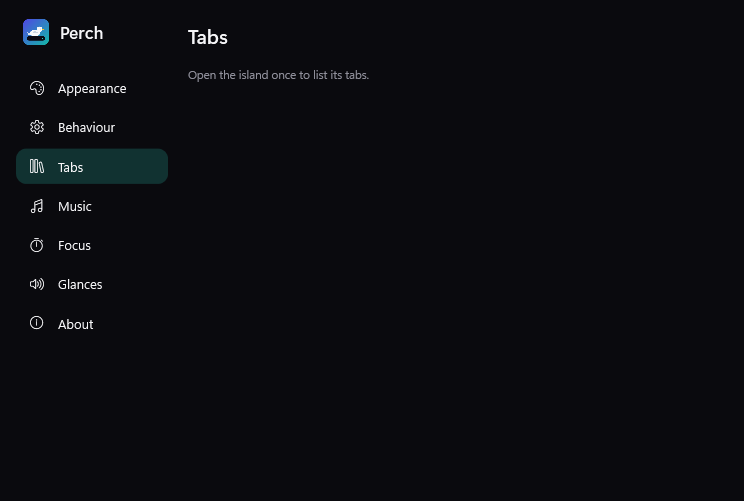 Perch
Appearance
Behaviour
Tabs
Music
Focus
Glances
About
Tabs
Open the island once to list its tabs.